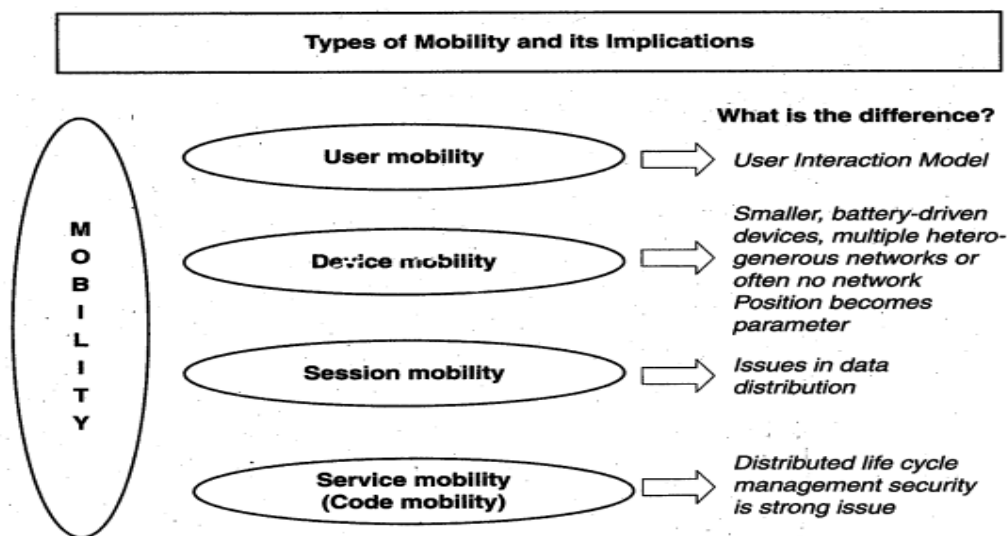 Types of Mobility and its Implications
What is the difference?
MOBILITY
User mobility
User Interaction Model
Device mobility
Smaller, battery-driven
devices, multiple hetero-
generous networks or
often no network
Position becomes
parameter
Session mobility
Issues in data
distribution
Service mobility
(Code mobility)
Distributed life cycle
management security
is strong issue